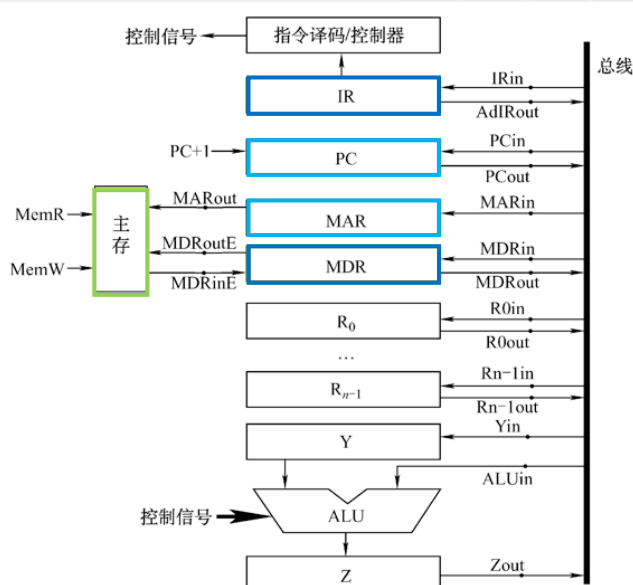 控制信号
指令译码/控制器
总线
IRin
IR
AdIRout
PC+1
PCin
PC
PCout
MARout
MARin
MAR
MemR
主存
MDRoutE
MDRin
MDR
MemW
MDRinE
MDRout
R0in
R0
R0out
…
Rn-1in
Rn-1
Rn-1out
Yin
Y
ALUin
控制信号
ALU
Zout
Z